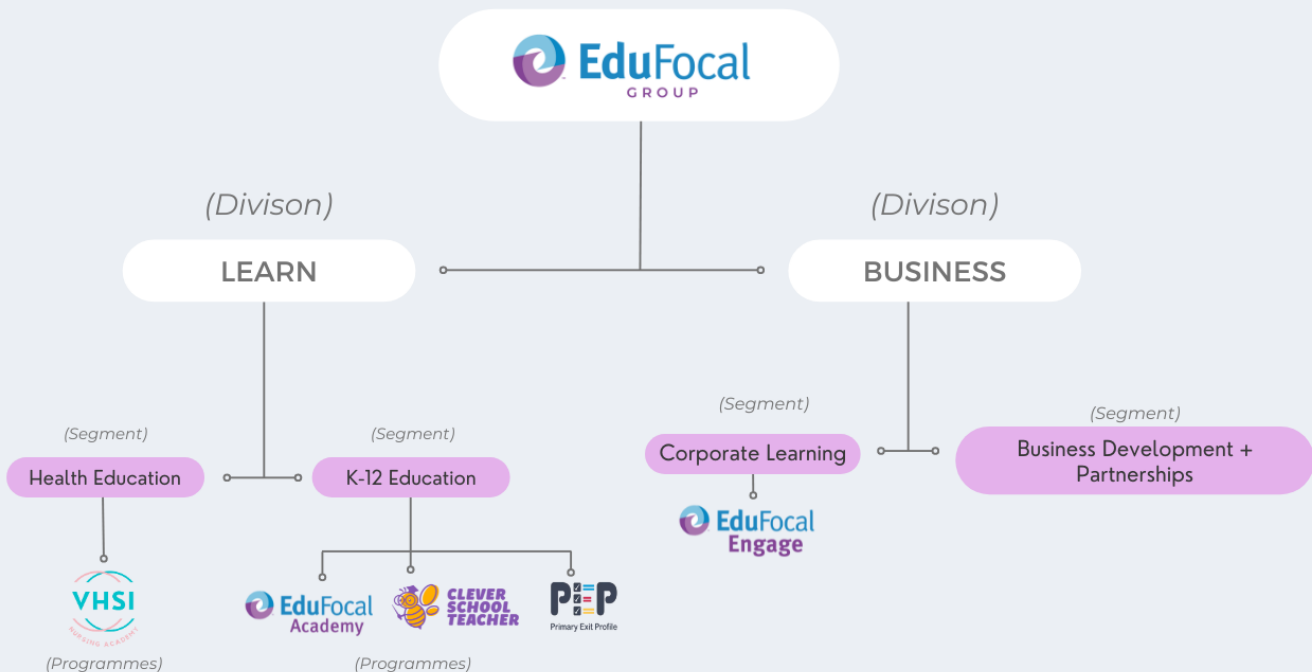 EduFocal
GROUP
(Divison)
(Divison)
LEARN
BUSINESS
(Segment)
(Segment)
(Segment)
(Segment)
Health Education
K-12 Education
Corporate Learning
Business Development +
Partnerships
EduFocal
Engage
VHSI
NURSING ACADEMY
EduFocal
Academy
CLEVER
SCHOOL
TEACHER
PEP
Primary Exit Profile
(Programmes)
(Programmes)